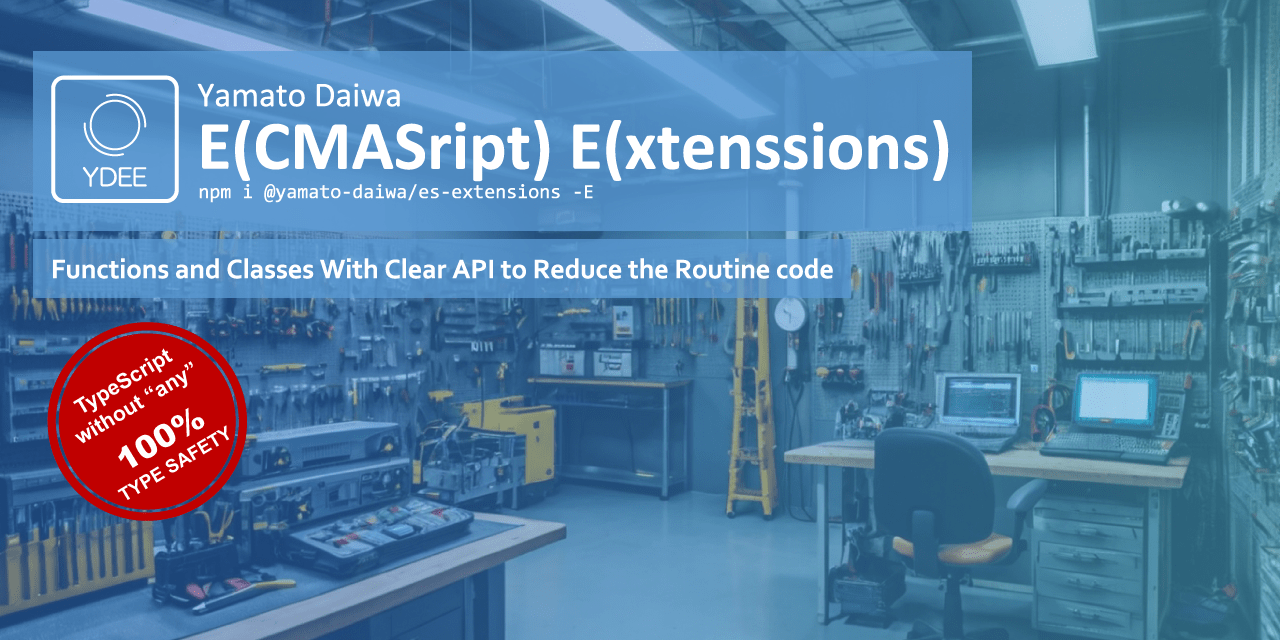 YDEE
Yamato Daiwa
E(CMASript) E(xtenssions)
npm i @yamato-daiwa/es-extensions -E
Functions and Classes With Clear API to Reduce the Routine code
TypeScript
without “any”
100%
TYPE SAFETY